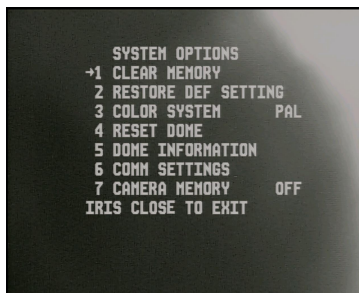 SYSTEM OPTIONS
→1 CLEAR MEMORY
2 RESTORE DEF SETTING
3 COLOR SYSTEM PAL
4 RESET DOME
5 DOME INFORMATION
6 COMM SETTINGS
7 CAMERA MEMORY OFF
IRIS CLOSE TO EXIT